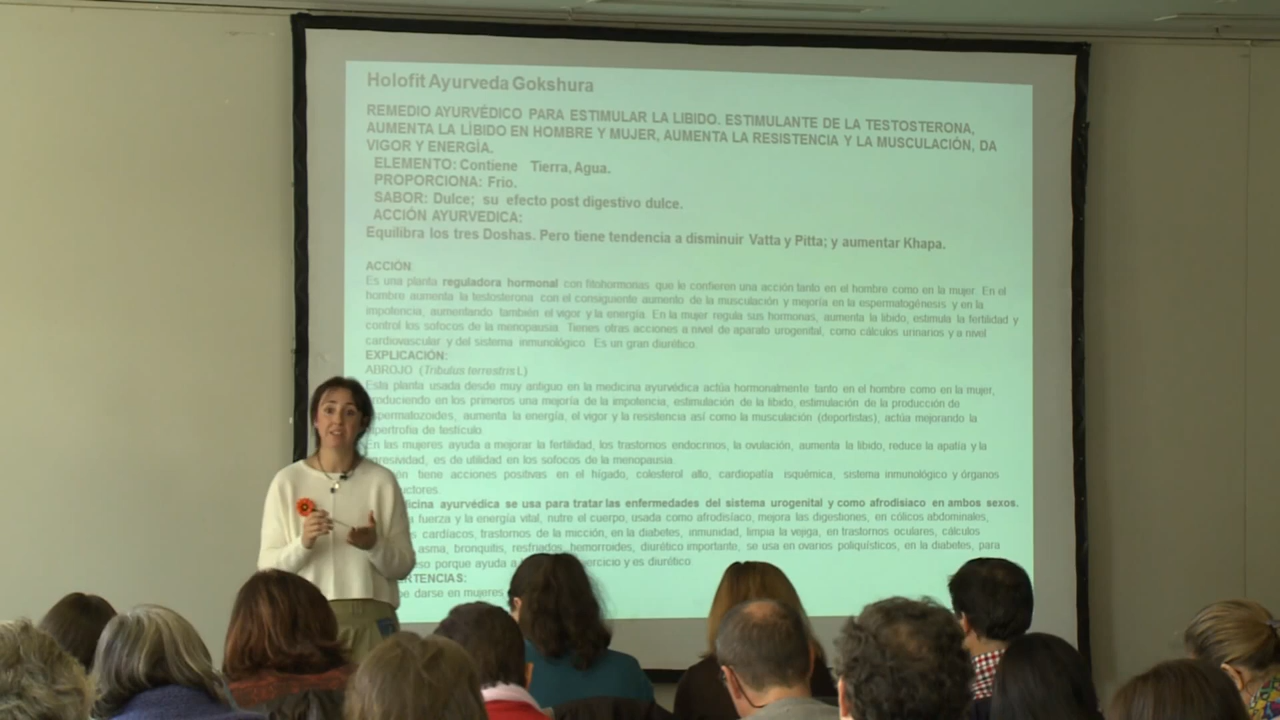 Holofit Ayurveda Gokshura
REMEDIO AYURVÉDICO PARA ESTIMULAR LA LIBIDO. ESTIMULANTE DE LA TESTOSTERONA,
AUMENTA LA LÍBIDO EN HOMBRE Y MUJER, AUMENTA LA RESISTENCIA Y LA MUSCULACIÓN, DA
VIGOR Y ENERGÍA.
ELEMENTO: Contiene Tierra, Agua.
PROPORCIONA: Frio.
SABOR: Dulce; su efecto post digestivo dulce.
ACCIÓN AYURVEDICA:
Equilibra los tres Doshas. Pero tiene tendencia a disminuir Vatta y Pitta; y aumentar Khapa.
ACCIÓN:
Es una planta reguladora hormonal con fitohormonas que le confieren una acción tanto en el hombre como en la mujer. En el
hombre aumenta la testosterona con el consiguiente aumento de la musculación y mejoría en la espermatogénesis y en la
impotencia, aumentando también el vigor y la energía. En la mujer regula sus hormonas, aumenta la libido, estimula la fertilidad y
control los sofocos de la menopausia. Tienes otras acciones a nivel de aparato urogenital, como cálculos urinarios y a nivel
cardiovascular y del sistema inmunológico. Es un gran diurético.
EXPLICACIÓN:
ABROJO (Tribulus terrestris L)
Esta planta usada desde muy antiguo en la medicina ayurvédica actúa hormonalmente tanto en el hombre como en la mujer,
produciendo en los primeros una mejoría de la impotencia, estimulación de la libido, estimulación de la producción de
espermatozoides, aumenta la energía, el vigor y la resistencia así como la musculación (deportistas), actúa mejorando la
hipertrofia de testículo.
En las mujeres ayuda a mejorar la fertilidad, los trastornos endocrinos, la ovulación, aumenta la libido, reduce la apatía y la
agresividad, es de utilidad en los sofocos de la menopausia.
tiene acciones positivas en el hígado, colesterol alto, cardiopatía isquémica, sistema inmunológico y órganos
ayurvédica se usa para tratar las enfermedades del sistema urogenital y como afrodisiaco en ambos sexos.
fuerza y la energía vital, nutre el cuerpo, usada como afrodisíaco, mejora las digestiones, en cólicos abdominales,
cardíacos, trastornos de la micción, en la diabetes, inmunidad, limpia la vejiga, en trastornos oculares, cálculos
asma, bronquitis, resfriados, hemorroides, diurético importante, se usa en ovarios poliquísticos, en la diabetes, para
porque ayuda a y es diurético.
darse en mujeres